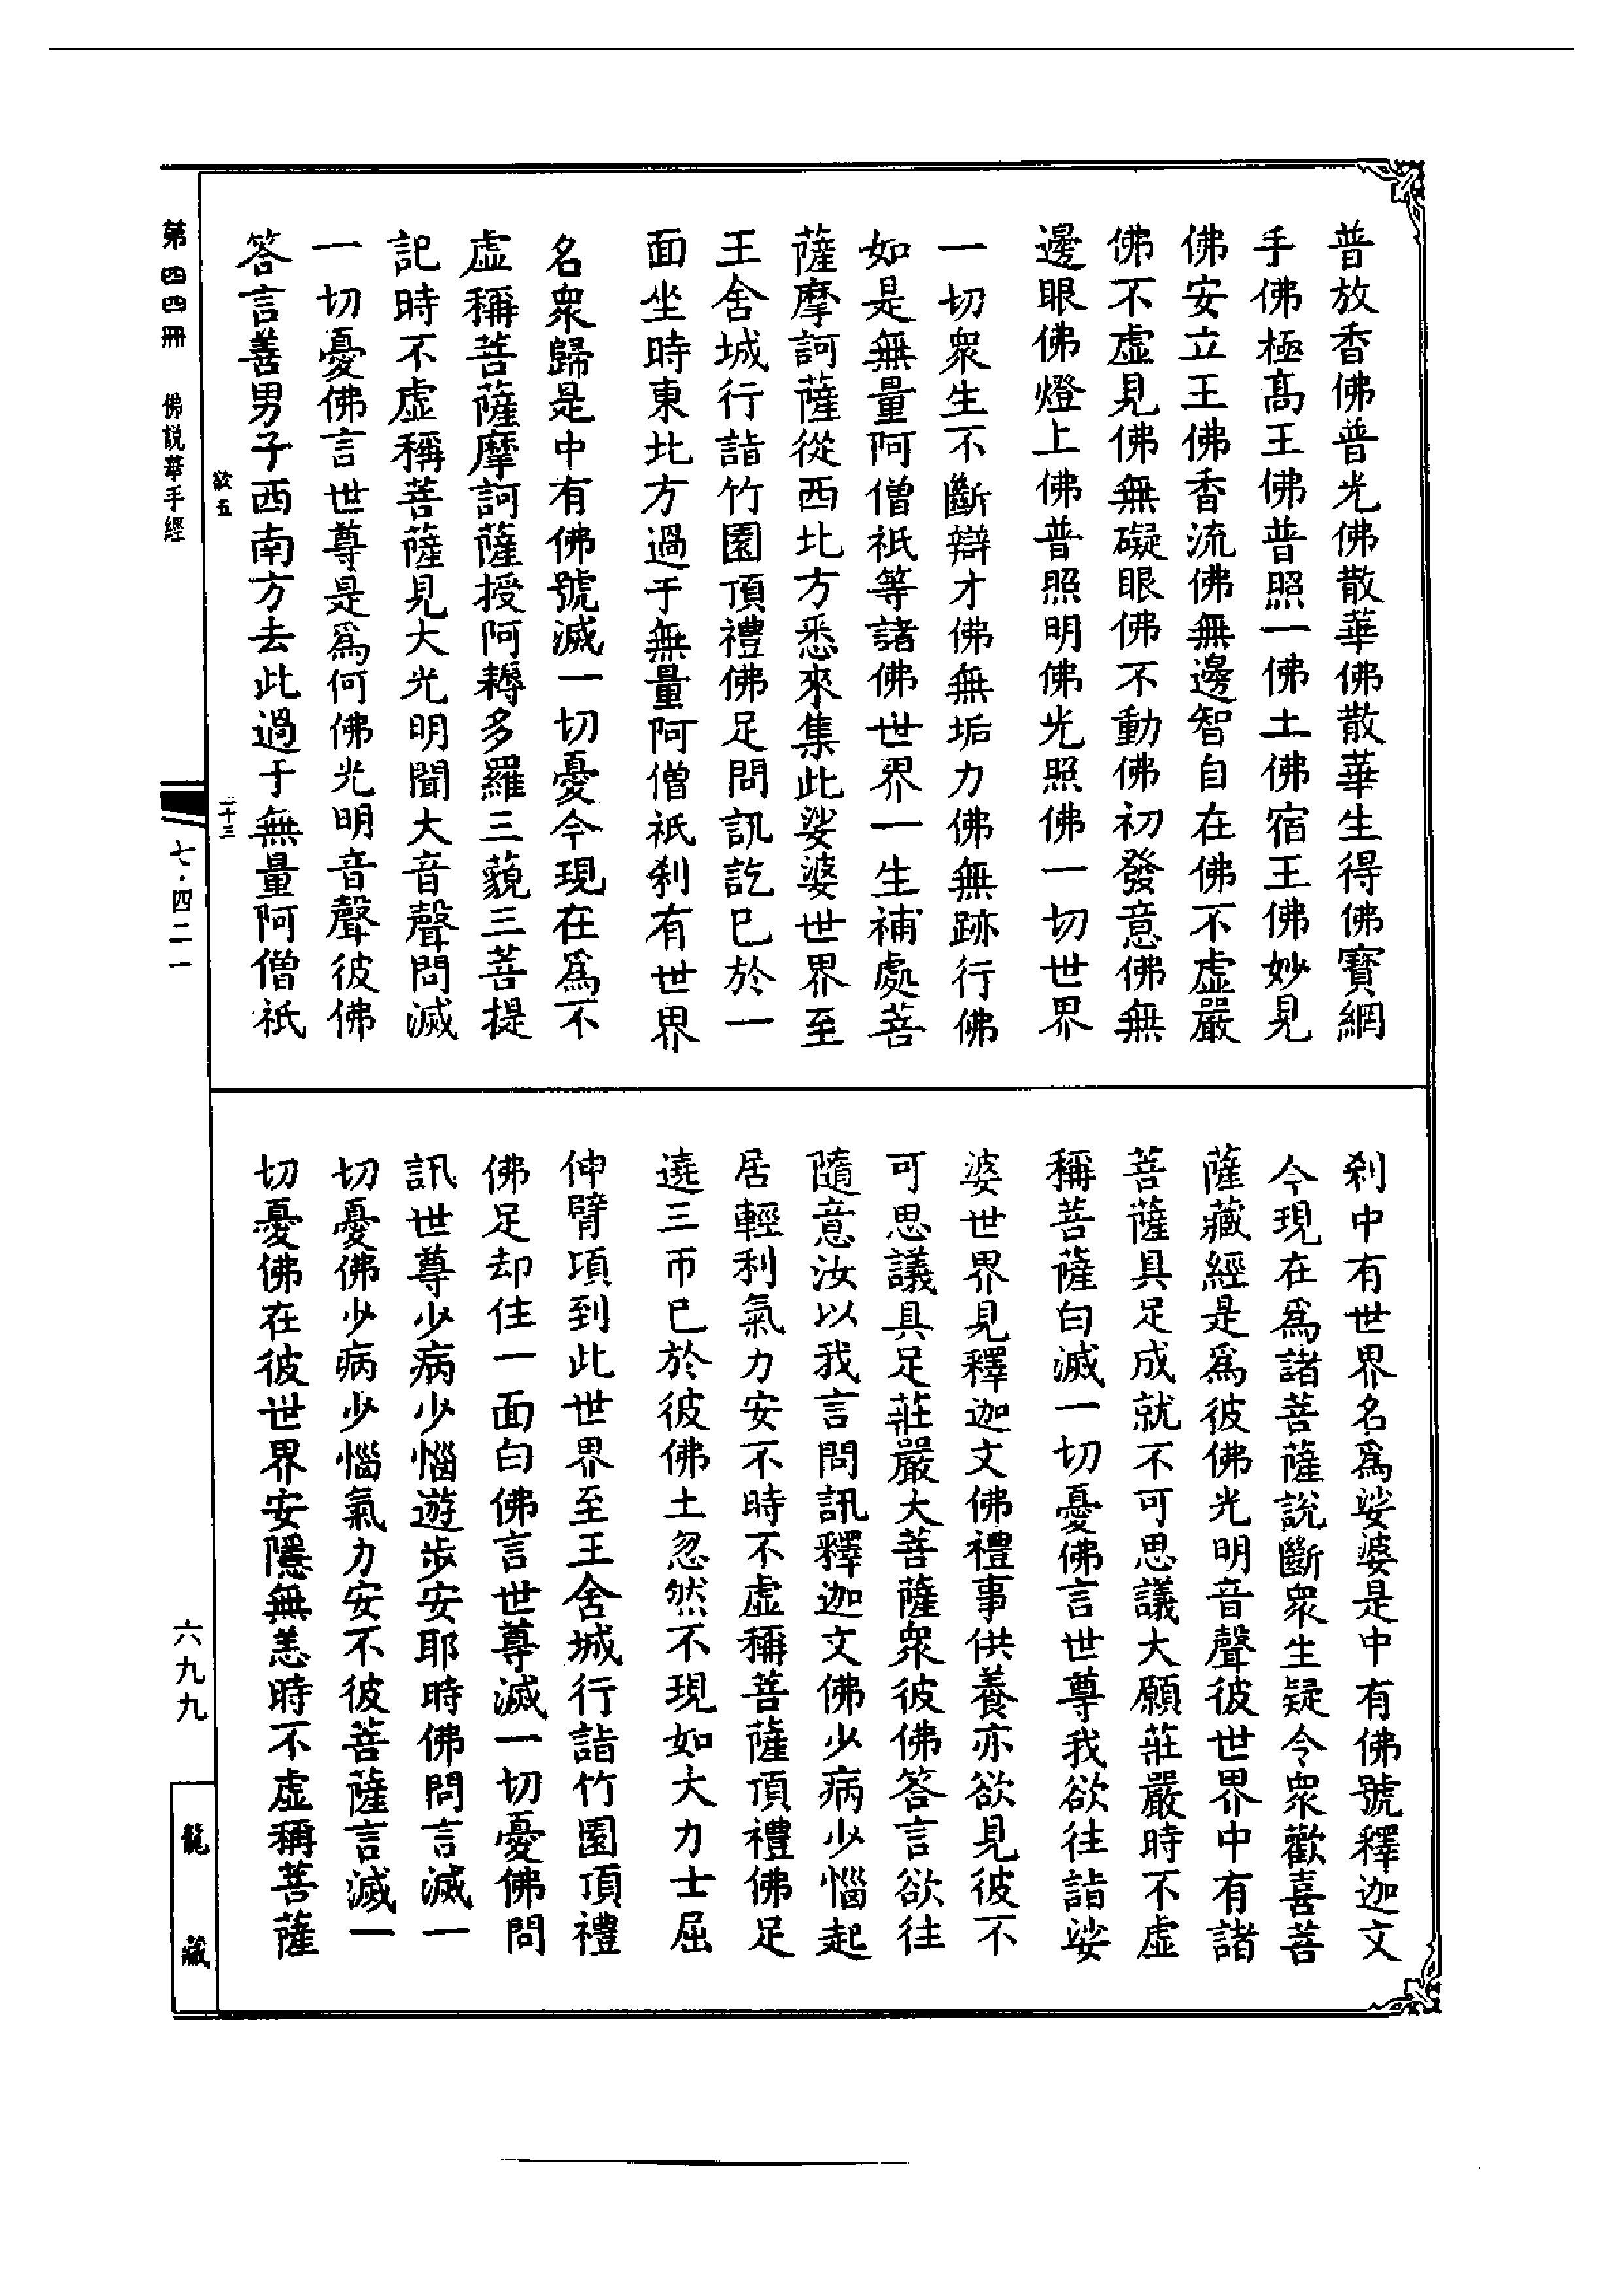 普放香佛普光佛散華佛散華生得佛寶網
手佛極高王佛普照一佛土佛宿王佛妙見
佛安立王佛香流佛無邊智自在佛不虛嚴
佛不虛見佛無礙眼佛不動佛初發意佛無
邊眼佛燈上佛普照明佛光照佛一切世界
一切眾生不斷辯才佛無垢力佛無跡行佛
如是無量阿僧祇等諸佛世界一生補處菩
薩摩訶薩從西北方悉來集此娑婆世界至
王舍城行詣竹園頂禮佛足問訊訖已於一
面坐時東北方過于無量阿僧祇剎有世界
名眾歸是中有佛號滅一切憂今現在爲不
虛稱菩薩摩訶薩授阿耨多羅三藐三菩提
記時不虛稱菩薩見大光明聞大音聲問滅
一切憂佛言世尊是爲何佛光明音聲彼佛
答言善男子西南方去此過于無量阿僧祇
剎中有世界名爲娑婆是中有佛號釋迦文
今現在爲諸菩薩說斷眾生疑令眾歡喜菩
薩藏經是爲彼佛光明音聲彼世界中有諸
菩薩具足成就不可思議大願莊嚴時不虛
稱菩薩白滅一切憂佛言世尊我欲往詣娑
婆世界見釋迦文佛禮事供養亦欲見彼不
可思議具足莊嚴大菩薩眾彼佛答言欲往
隨意汝以我言問訊釋迦文佛少病少惱起
居輕利氣力安不時不虛稱菩薩頂禮佛足
遶三帀已於彼佛土忽然不現如大力士屈
伸臂頃到此世界至王舍城行詣竹園頂禮
佛足却住一面白佛言世尊滅一切憂佛問
訊世尊少病少惱遊步安耶時佛問言滅一
切憂佛少病少惱氣力安不彼菩薩言滅一
切憂佛在彼世界安隱無恙時不虛稱菩薩
欲五
二十三
第四四冊
佛說華手經
七·四二一
六九九
龍藏